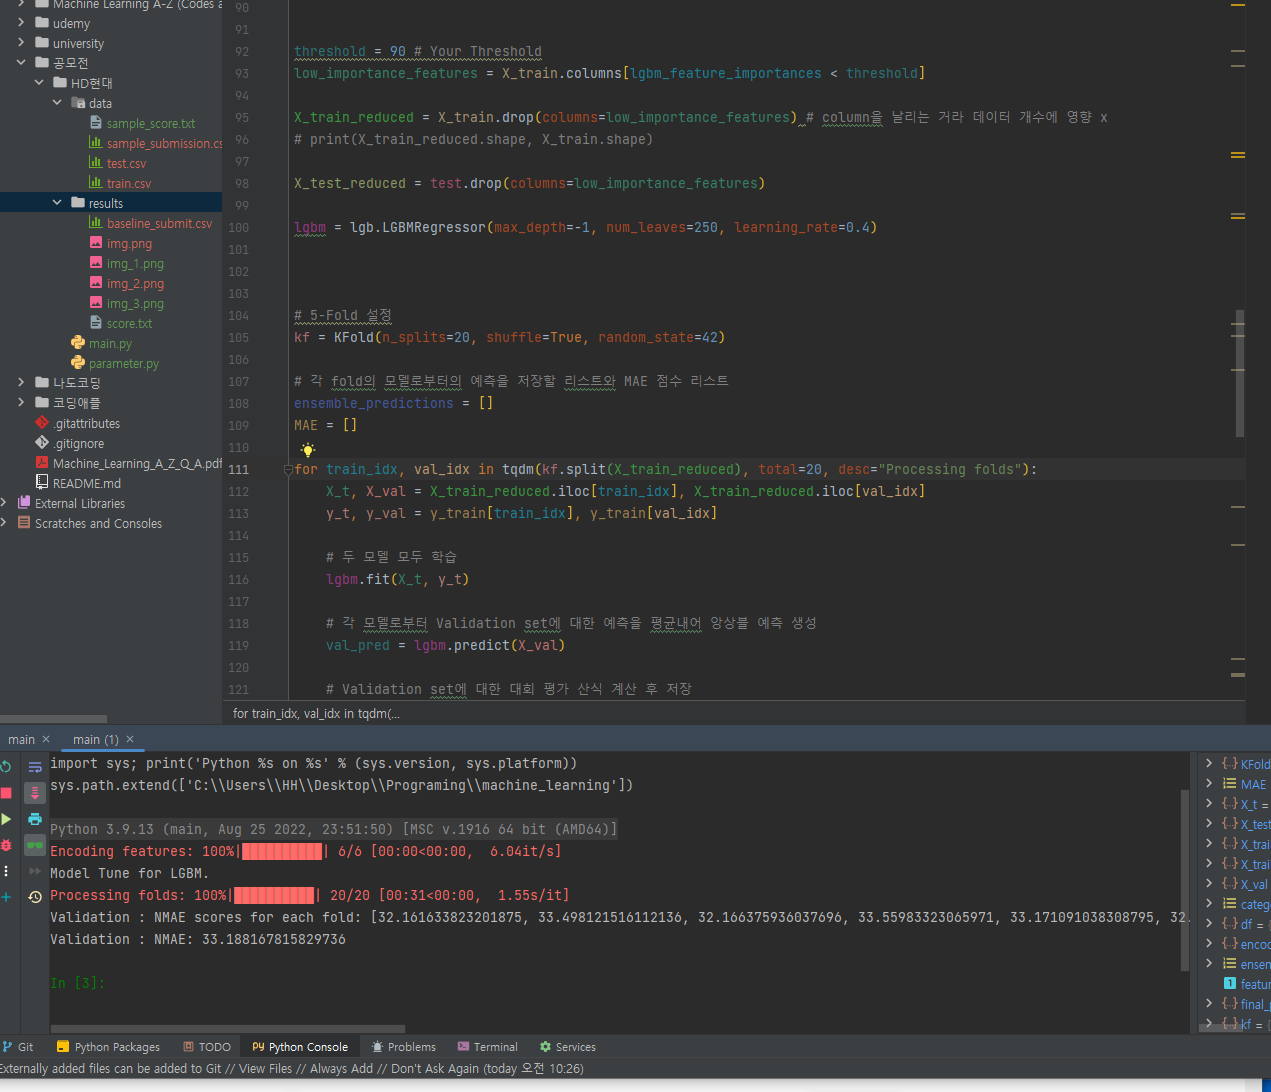 Machine Learning A-Z (Codes a
udemy
university
공모전
HD현대
data
sample_score.txt
sample_submission.cs
test.csv
train.csv
results
baseline_submit.csv
img.png
img_1.png
img_2.png
img_3.png
score.txt
main.py
parameter.py
나도코딩
코딩애플
.gitattributes
.gitignore
Machine_Learning_A_Z_Q_A.pdf
README.md
External Libraries
Scratches and Consoles
90
91
92 threshold = 90 # Your Threshold
93 low_importance_features = X_train.columns[lgbm_feature_importances < threshold]
94
95 X_train_reduced = X_train.drop(columns=low_importance_features) # column을 날리는 거라 데이터 개수에 영향 x
96 # print(X_train_reduced.shape, X_train.shape)
97
98 X_test_reduced = test.drop(columns=low_importance_features)
99
100 lgbm = lgb.LGBMRegressor(max_depth=-1, num_leaves=250, learning_rate=0.4)
101
102
103
104 # 5-Fold 설정
105 kf = KFold(n_splits=20, shuffle=True, random_state=42)
106
107 # 각 fold의 모델로부터의 예측을 저장할 리스트와 MAE 점수 리스트
108 ensemble_predictions = []
109 MAE = []
110
111 for train_idx, val_idx in tqdm(kf.split(X_train_reduced), total=20, desc="Processing folds"):
112 X_t, X_val = X_train_reduced.iloc[train_idx], X_train_reduced.iloc[val_idx]
113 y_t, y_val = y_train[train_idx], y_train[val_idx]
114
115 # 두 모델 모두 학습
116 lgbm.fit(X_t, y_t)
117
118 # 각 모델로부터 Validation set에 대한 예측을 평균내어 앙상블 예측 생성
119 val_pred = lgbm.predict(X_val)
120
121 # Validation set에 대한 대회 평가 산식 계산 후 저장
for train_idx, val_idx in tqdm(...
main × main (1) ×
import sys; print('Python %s on %s' % (sys.version, sys.platform))
sys.path.extend(['C:\\Users\\HH\\Desktop\\Programing\\machine_learning'])
Python 3.9.13 (main, Aug 25 2022, 23:51:50) [MSC v.1916 64 bit (AMD64)]
Encoding features: 100%|██████████| 6/6 [00:00<00:00, 6.04it/s]
Model Tune for LGBM.
Processing folds: 100%|██████████| 20/20 [00:31<00:00, 1.55s/it]
Validation : NMAE scores for each fold: [32.161633823201875, 33.498121516112136, 32.166375936037696, 33.55983323065971, 33.171091038308795, 32.
Validation : NMAE: 33.188167815829736
In [3]:
KFold
MAE
X_t =
X_test
X_trai
X_trai
X_val
categ
df = {
encod
ensen
featur
final_
kf = {
Git Python Packages TODO Python Console Problems Terminal Services
Externally added files can be added to Git // View Files // Always Add // Don't Ask Again (today 오전 10:26)